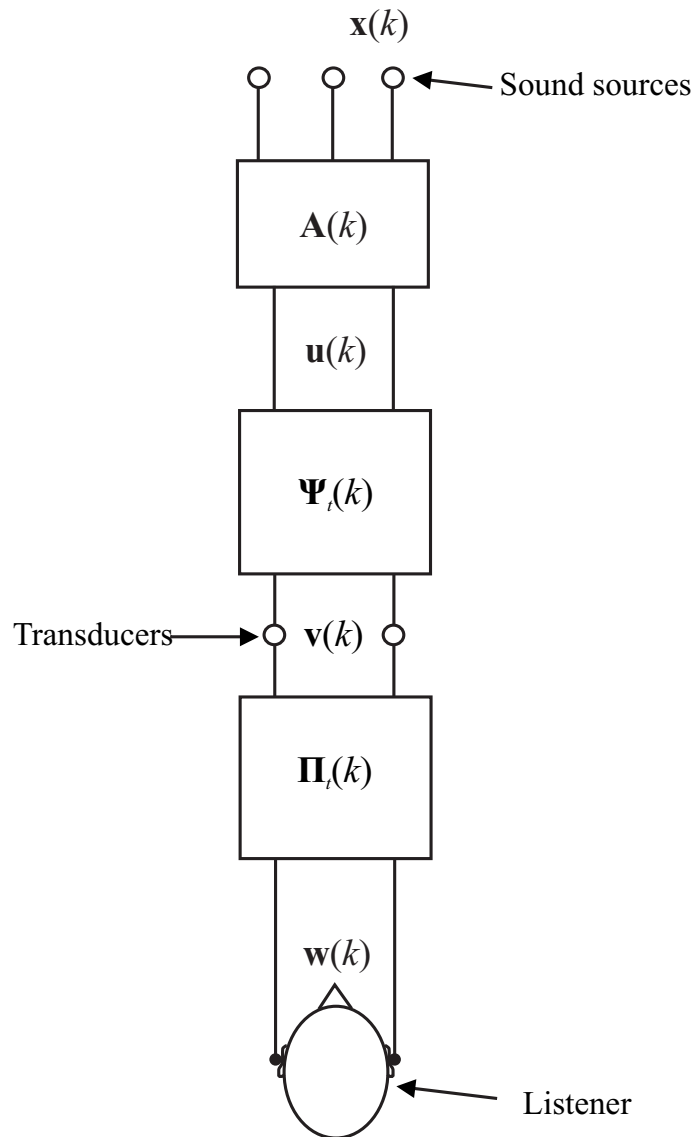 x(k)
Sound sources
A(k)
u(k)
Ψt(k)
Transducers
v(k)
Πt(k)
w(k)
Listener